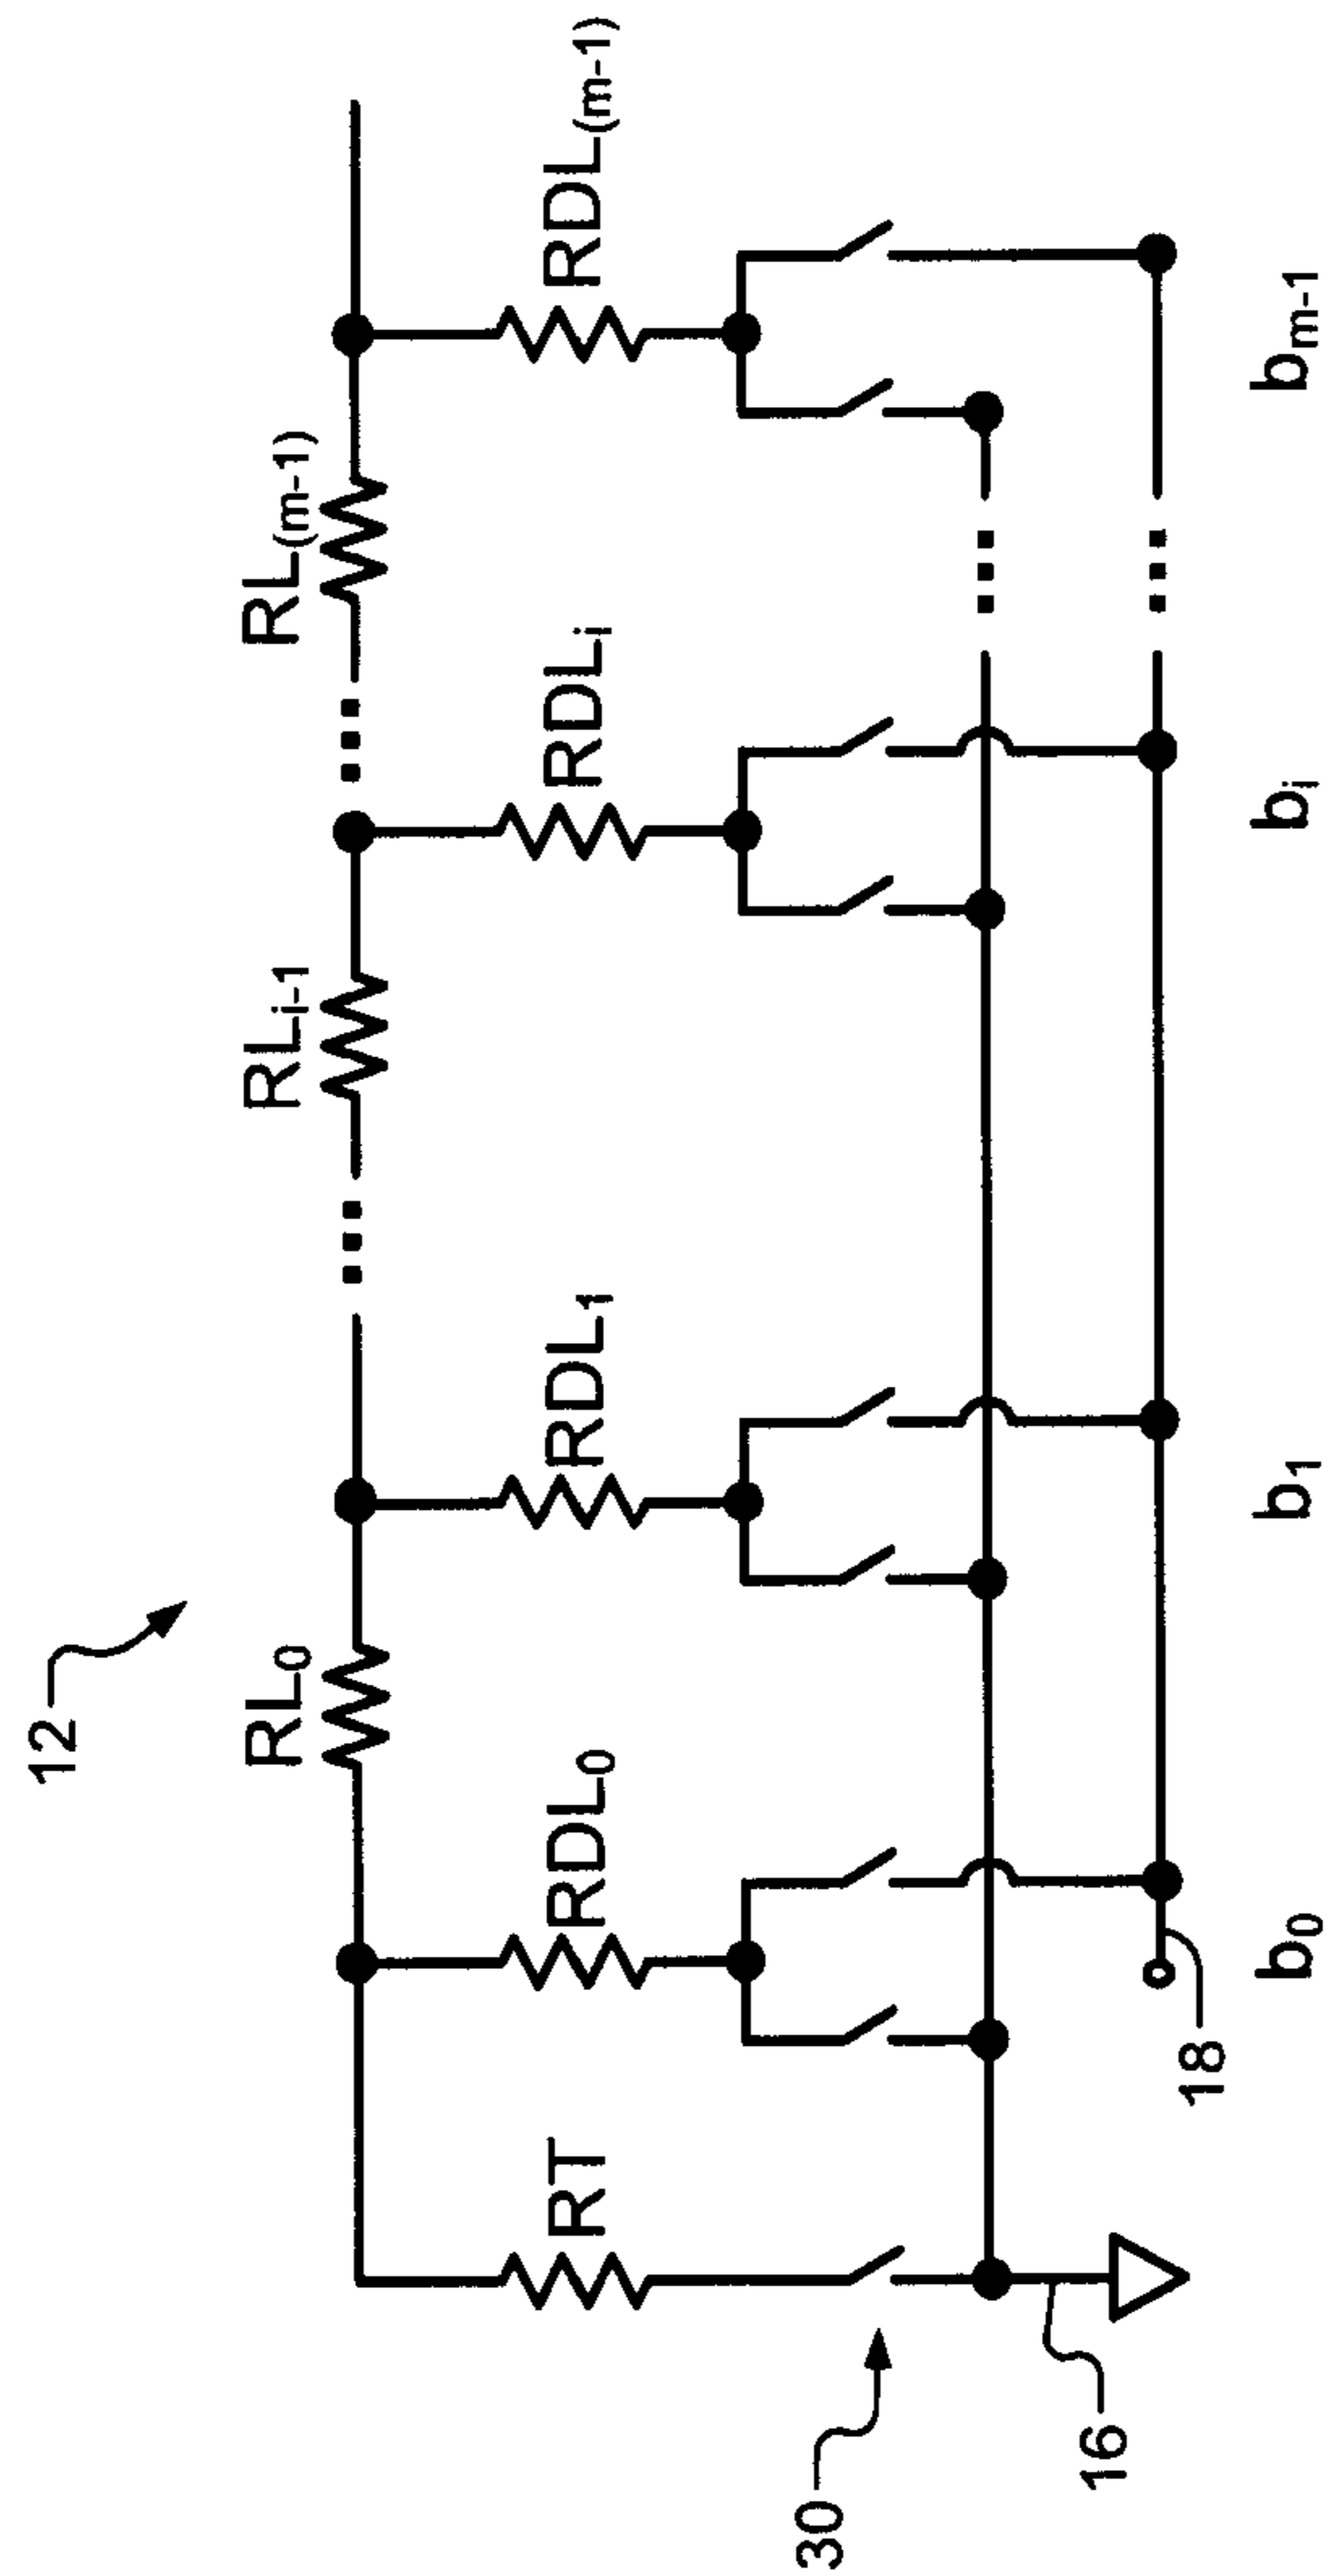 12
RL₀
RLᵢ₋₁
RL₍ₘ₋₁₎
RT
RDL₀
RDL₁
RDLᵢ
RDL₍ₘ₋₁₎
30
16
18
b₀
b₁
bᵢ
bₘ₋₁